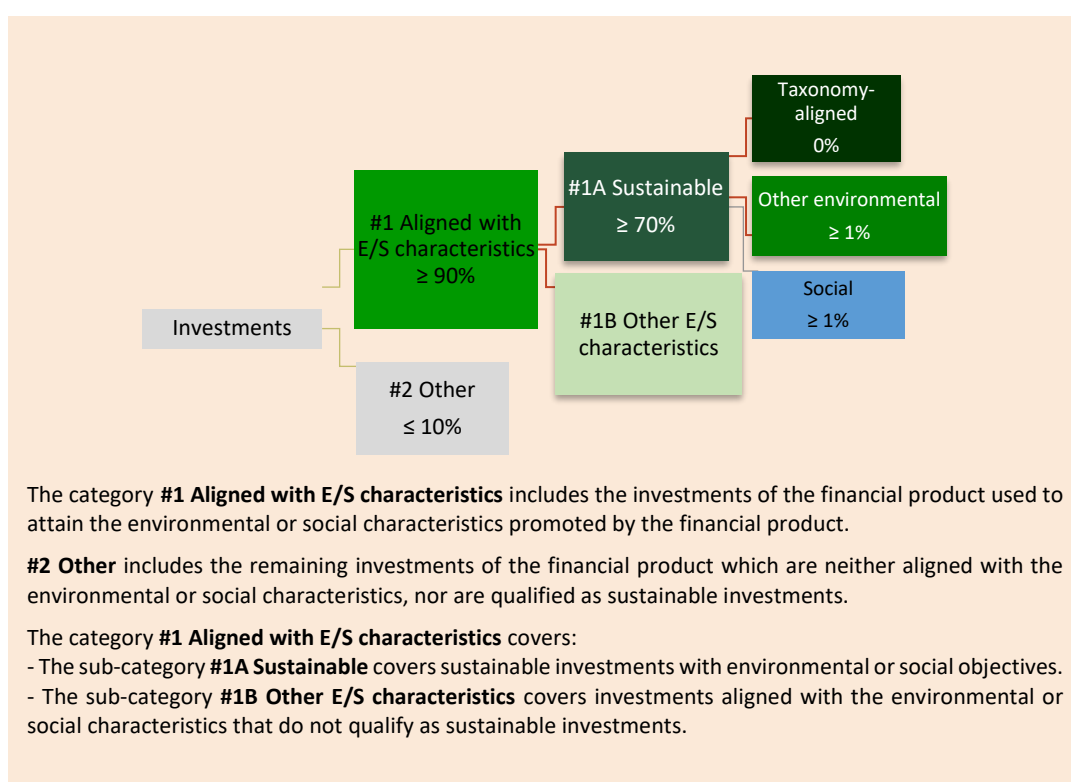 Taxonomy-
aligned
0%
#1A Sustainable
≥ 70%
Other environmental
≥ 1%
#1 Aligned with
E/S characteristics
≥ 90%
Social
≥ 1%
#1B Other E/S
characteristics
Investments
#2 Other
≤ 10%
The category #1 Aligned with E/S characteristics includes the investments of the financial product used to
attain the environmental or social characteristics promoted by the financial product.
#2 Other includes the remaining investments of the financial product which are neither aligned with the
environmental or social characteristics, nor are qualified as sustainable investments.
The category #1 Aligned with E/S characteristics covers:
- The sub-category #1A Sustainable covers sustainable investments with environmental or social objectives.
- The sub-category #1B Other E/S characteristics covers investments aligned with the environmental or
social characteristics that do not qualify as sustainable investments.